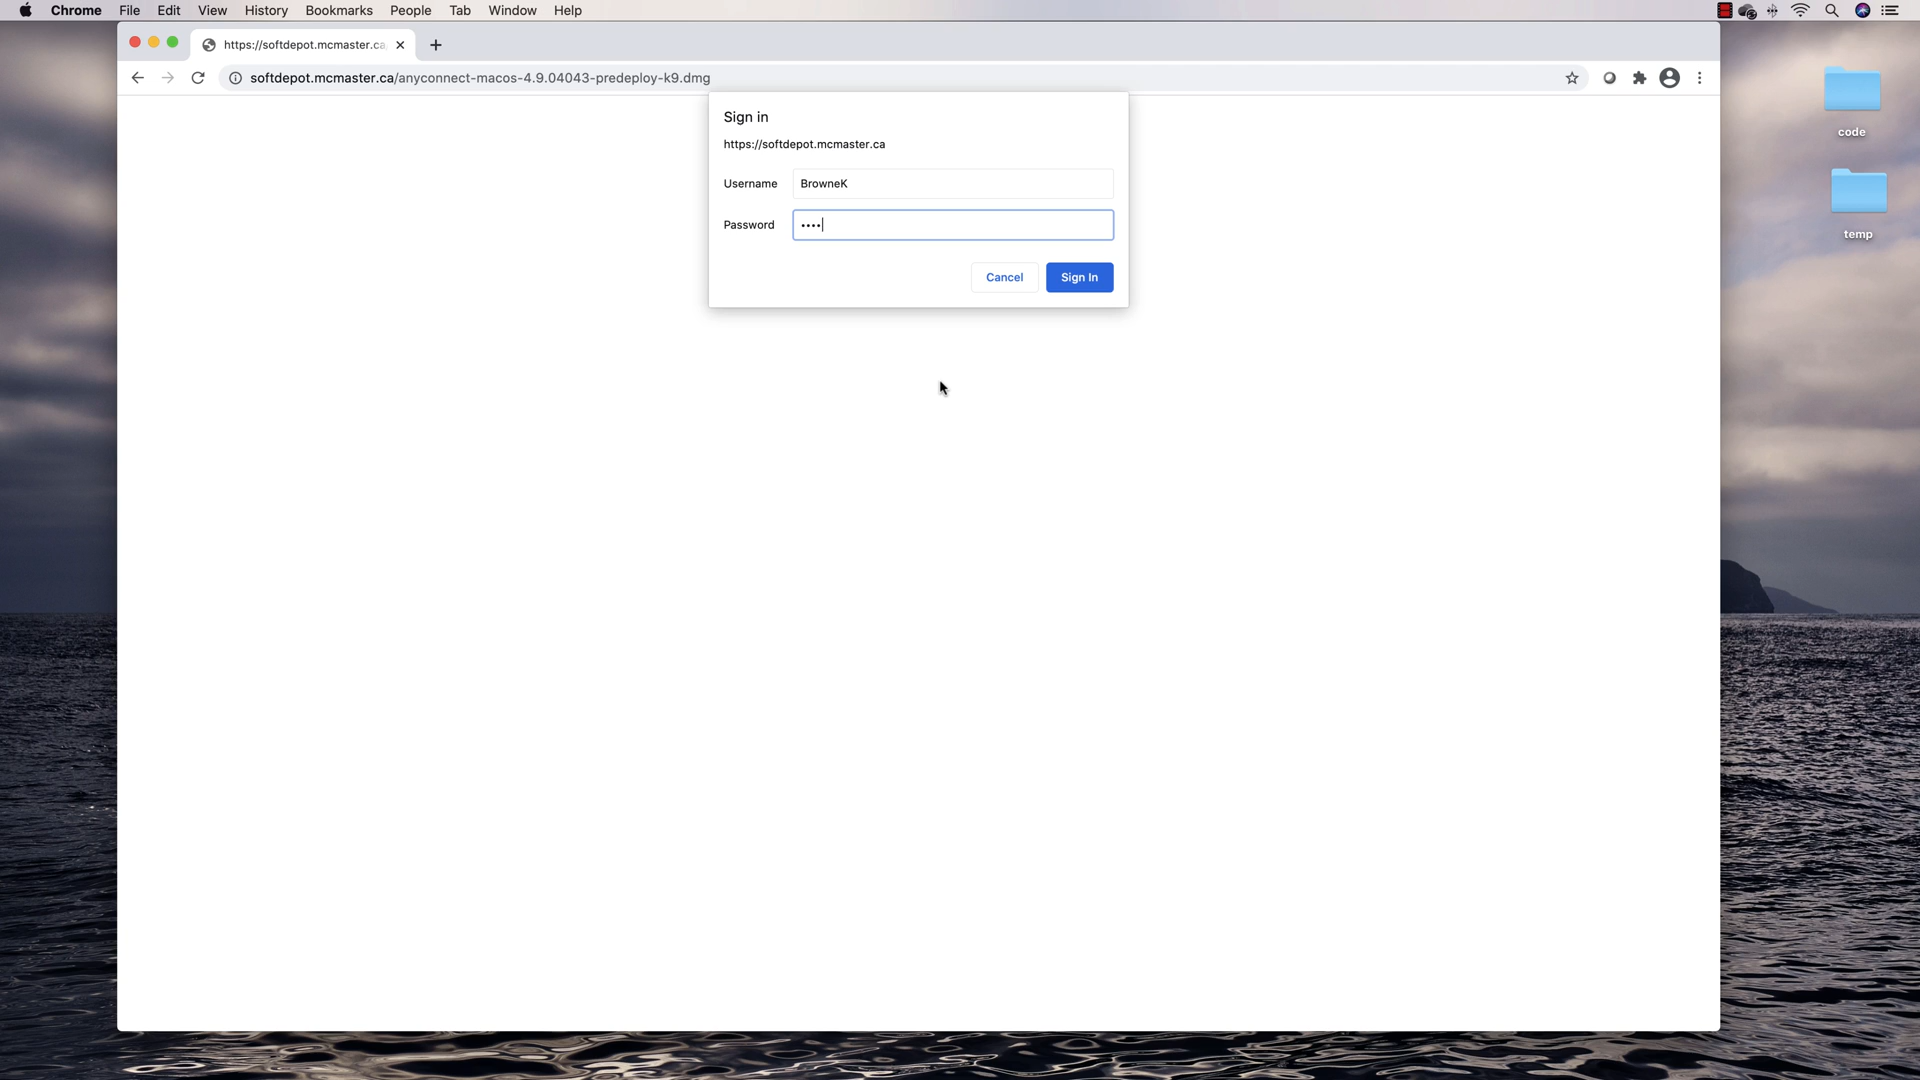 Chrome File Edit View History Bookmarks People Tab Window Help
https://softdepot.mcmaster.ca
softdepot.mcmaster.ca/anyconnect-macos-4.9.04043-predeploy-k9.dmg
Sign in
https://softdepot.mcmaster.ca
Username BrowneK
Password ••••
Cancel Sign In
code
temp